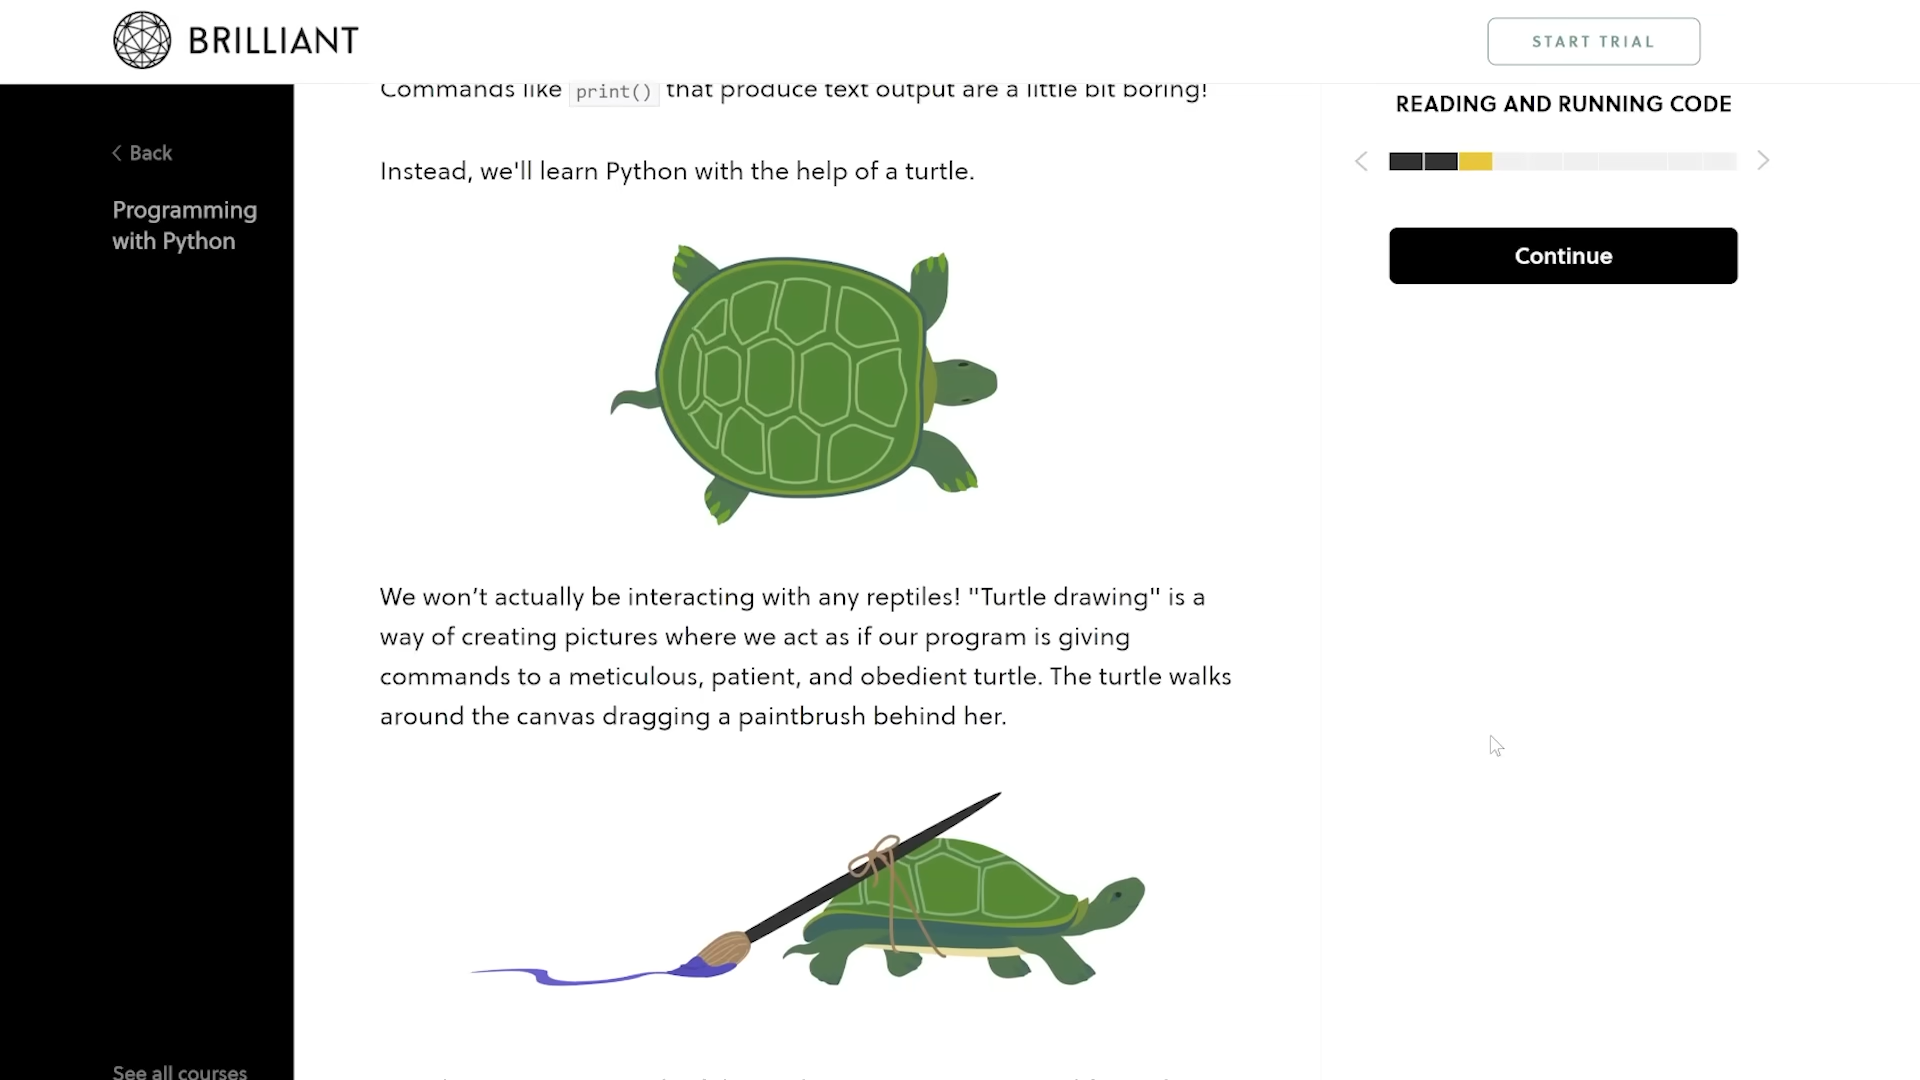 BRILLIANT
START TRIAL
Back
Programming
with Python
See all courses
Commands like print() that produce text output are a little bit boring!
Instead, we'll learn Python with the help of a turtle.
We won’t actually be interacting with any reptiles! "Turtle drawing" is a
way of creating pictures where we act as if our program is giving
commands to a meticulous, patient, and obedient turtle. The turtle walks
around the canvas dragging a paintbrush behind her.
READING AND RUNNING CODE
Continue